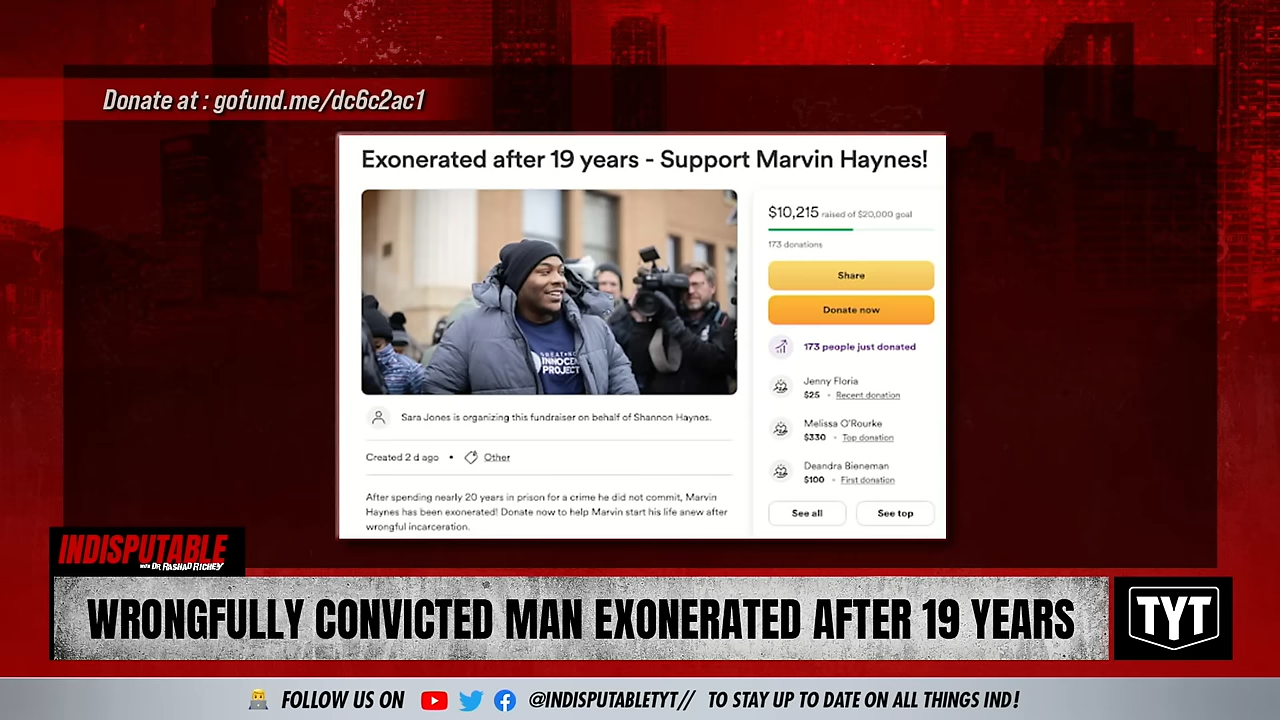 Donate at : gofund.me/dc6c2ac1
Exonerated after 19 years - Support Marvin Haynes!
$10,215 raised of $20,000 goal
173 donations
Share
Donate now
173 people just donated
Jenny Floria
$25 • Recent donation
Melissa O'Rourke
$330 • Top donation
Deandra Bieneman
$100 • First donation
See all
See top
INNOCEN
PROJECT
Sara Jones is organizing this fundraiser on behalf of Shannon Haynes.
Created 2 d ago • Other
After spending nearly 20 years in prison for a crime he did not commit, Marvin
Haynes has been exonerated! Donate now to help Marvin start his life anew after
wrongful incarceration.
INDISPUTABLE
WITH DR RASHAD RICHEY
WRONGFULLY CONVICTED MAN EXONERATED AFTER 19 YEARS
TYT
FOLLOW US ON @INDISPUTABLETYT// TO STAY UP TO DATE ON ALL THINGS IND!